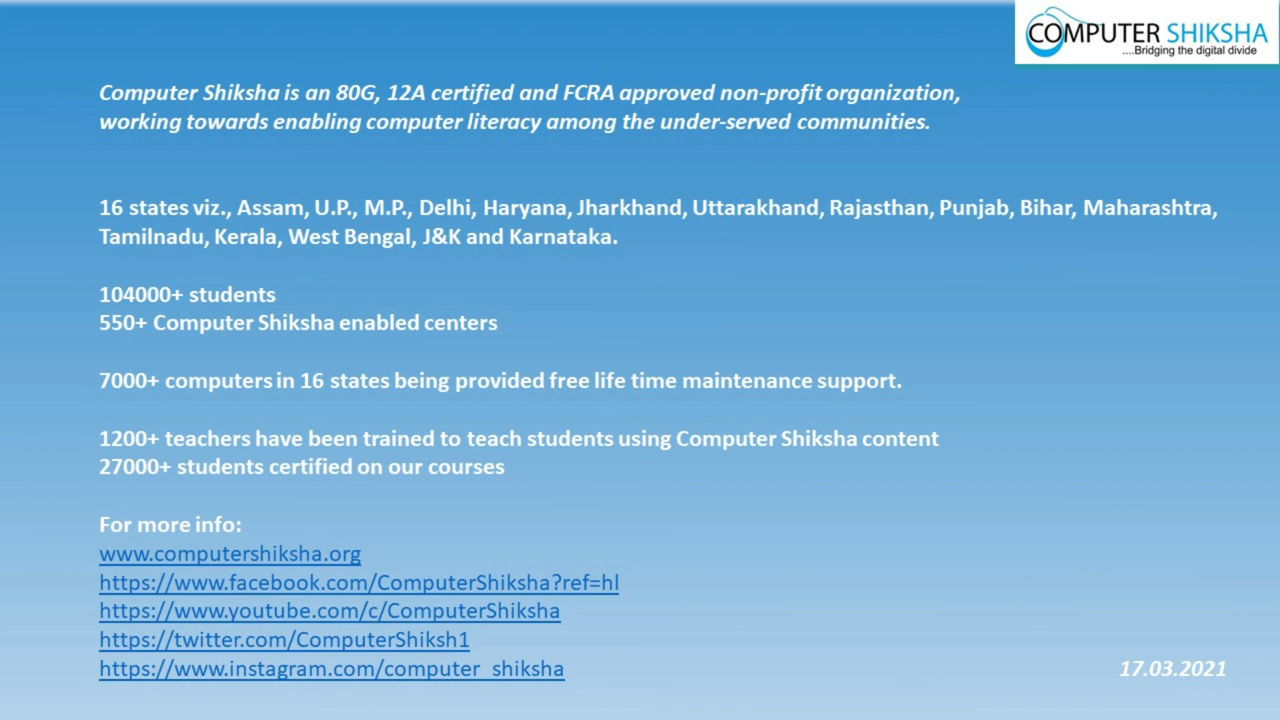 COMPUTER SHIKSHA
....Bridging the digital divide
Computer Shiksha is an 80G, 12A certified and FCRA approved non-profit organization,
working towards enabling computer literacy among the under-served communities.
16 states viz., Assam, U.P., M.P., Delhi, Haryana, Jharkhand, Uttarakhand, Rajasthan, Punjab, Bihar, Maharashtra,
Tamilnadu, Kerala, West Bengal, J&K and Karnataka.
104000+ students
550+ Computer Shiksha enabled centers
7000+ computers in 16 states being provided free life time maintenance support.
1200+ teachers have been trained to teach students using Computer Shiksha content
27000+ students certified on our courses
For more info:
www.computershiksha.org
https://www.facebook.com/ComputerShiksha?ref=hl
https://www.youtube.com/c/ComputerShiksha
https://twitter.com/ComputerShiksh1
https://www.instagram.com/computer_shiksha
17.03.2021